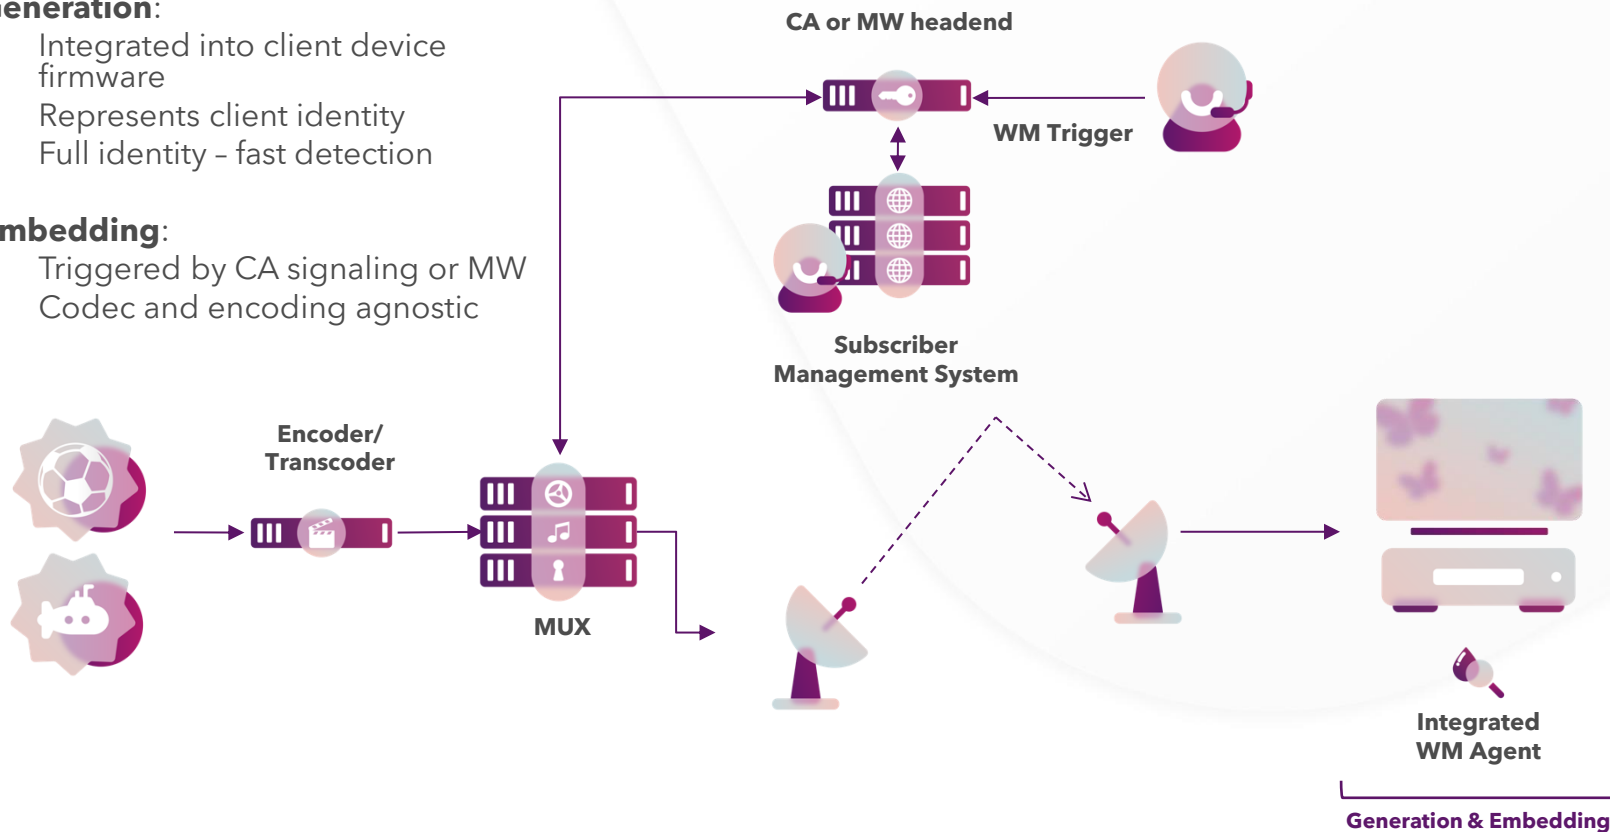 eneration:
Integrated into client device
firmware
Represents client identity
Full identity – fast detection
mbedding:
Triggered by CA signaling or MW
Codec and encoding agnostic
CA or MW headend
WM Trigger
Subscriber
Management System
Encoder/
Transcoder
MUX
Integrated
WM Agent
Generation & Embedding